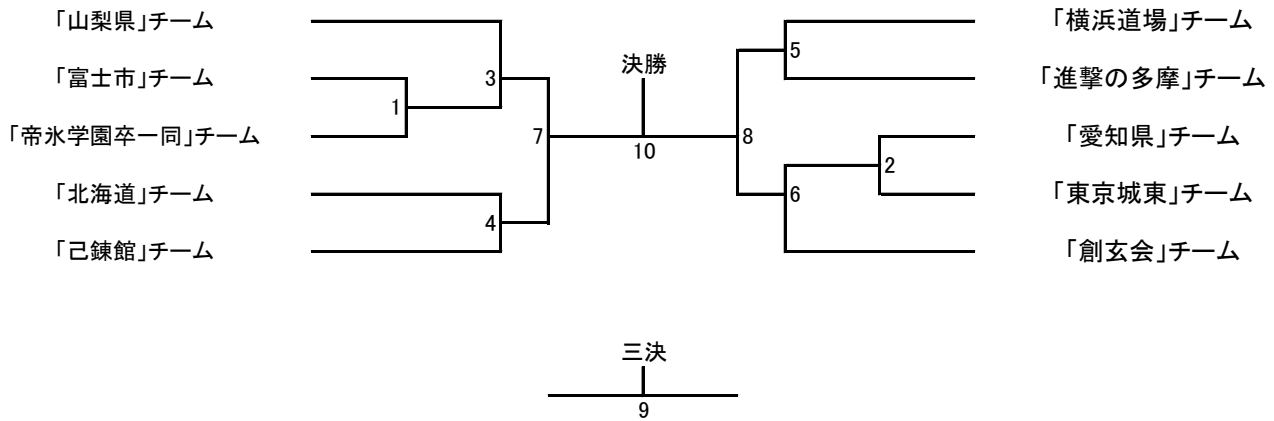 「山梨県」チーム
「富士市」チーム
「帝氷学園卒一同」チーム
「北海道」チーム
「己錬館」チーム
1
3
4
7
決勝
10
「横浜道場」チーム
「進撃の多摩」チーム
「愛知県」チーム
「東京城東」チーム
「創玄会」チーム
5
8
2
6
三決
9